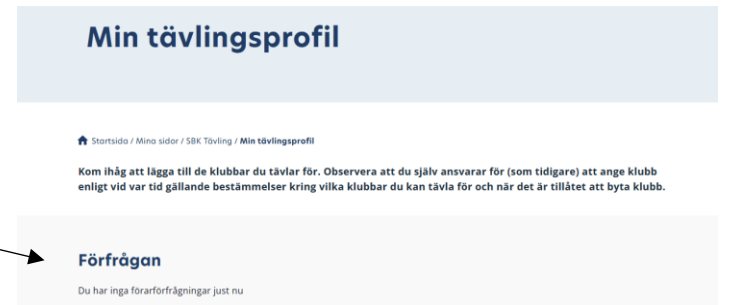 Min tävlingsprofil
Startsida / Mina sidor / SBK Tävling / Min tävlingsprofil
Kom ihåg att lägga till de klubbar du tävlar för. Observera att du själv ansvarar för (som tidigare) att ange klubb
enligt vid var tid gällande bestämmelser kring vilka klubbar du kan tävla för och när det är tillåtet att byta klubb.
Förfrågan
Du har inga förarförfrågningar just nu